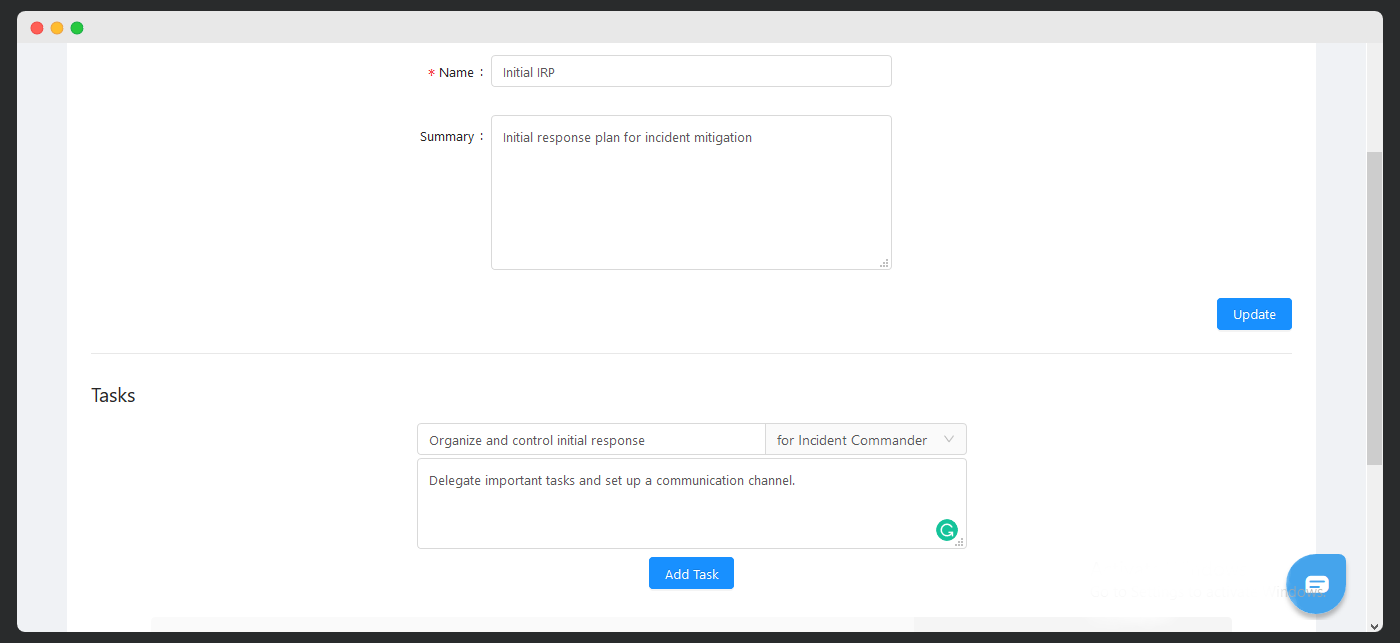 * Name :
Initial IRP
Summary :
Initial response plan for incident mitigation
Update
Tasks
Organize and control initial response
for Incident Commander
Delegate important tasks and set up a communication channel.
Add Task